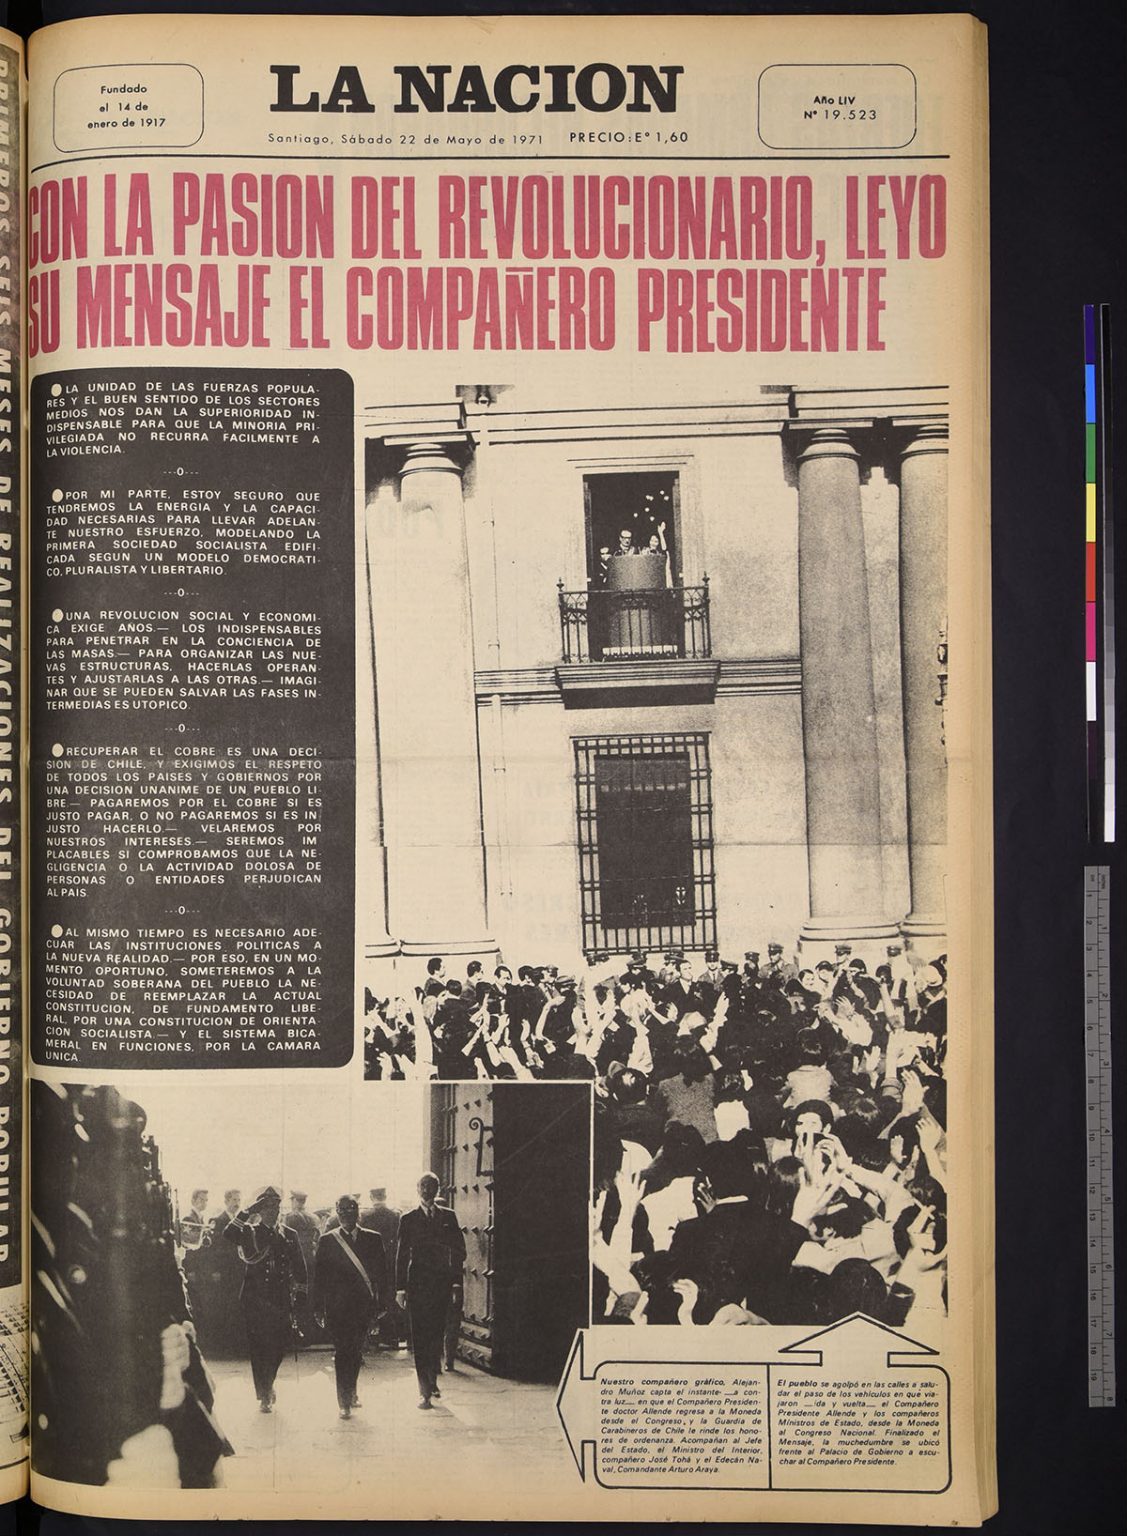 Fundado
el 14 de
enero de 1917
LA NACION
Santiago, Sábado 22 de Mayo de 1971 PRECIO: Eº 1,60
Año LIV
Nº 19.523
CON LA PASION DEL REVOLUCIONARIO, LEYO
SU MENSAJE EL COMPAÑERO PRESIDENTE
LA UNIDAD DE LAS FUERZAS POPULA-
RES Y EL BUEN SENTIDO DE LOS SECTORES
MEDIOS NOS DAN LA SUPERIORIDAD IN-
DISPENSABLE PARA QUE LA MINORIA PRI-
VILEGIADA NO RECURRA FACILMENTE A
LA VIOLENCIA.
---O---
POR MI PARTE, ESTOY SEGURO QUE
TENDREMOS LA ENERGIA Y LA CAPACI-
DAD NECESARIAS PARA LLEVAR ADELAN-
TE NUESTRO ESFUERZO, MODELANDO LA
PRIMERA SOCIEDAD SOCIALISTA EDIFI-
CADA SEGUN UN MODELO DEMOCRATI-
CO, PLURALISTA Y LIBERTARIO.
---O---
UNA REVOLUCION SOCIAL Y ECONOMI-
CA EXIGE AÑOS.— LOS INDISPENSABLES
PARA PENETRAR EN LA CONCIENCIA DE
LAS MASAS.— PARA ORGANIZAR LAS NUE-
VAS ESTRUCTURAS, HACERLAS OPERAN-
TES Y AJUSTARLAS A LAS OTRAS.— IMAGI-
NAR QUE SE PUEDEN SALVAR LAS FASES IN-
TERMEDIAS ES UTOPICO.
---O---
RECUPERAR EL COBRE ES UNA DECI-
SION DE CHILE, Y EXIGIMOS EL RESPETO
DE TODOS LOS PAISES Y GOBIERNOS POR
UNA DECISION UNANIME DE UN PUEBLO LI-
BRE.— PAGAREMOS POR EL COBRE SI ES
JUSTO PAGAR, O NO PAGAREMOS SI ES IN
JUSTO HACERLO.— VELAREMOS POR
NUESTROS INTERESES.— SEREMOS IM
PLACABLES SI COMPROBAMOS QUE LA NE-
GLIGENCIA O LA ACTIVIDAD DOLOSA DE
PERSONAS O ENTIDADES PERJUDICAN
AL PAIS.
---O---
AL MISMO TIEMPO ES NECESARIO ADE-
CUAR LAS INSTITUCIONES POLITICAS A
LA NUEVA REALIDAD.— POR ESO, EN UN MO-
MENTO OPORTUNO, SOMETEREMOS A LA
VOLUNTAD SOBERANA DEL PUEBLO LA NE-
CESIDAD DE REEMPLAZAR LA ACTUAL
CONSTITUCION, DE FUNDAMENTO LIBE-
RAL, POR UNA CONSTITUCION DE ORIENTA-
CION SOCIALISTA.— Y EL SISTEMA BICA-
MERAL EN FUNCIONES, POR LA CAMARA
UNICA.
Nuestro compañero gráfico, Alejan-
dro Muñoz capta el instante —a con-
tra luz— en que el Compañero Presiden-
te doctor Allende regresa a la Moneda
desde el Congreso, y la Guardia de
Carabineros de Chile le rinde los hono-
res de ordenanza. Acompañan al Jefe
del Estado, el Ministro del Interior,
compañero José Tohá y el Edecán Na-
val, Comandante Arturo Araya.
El pueblo se agolpó en las calles a salu-
dar el paso de los vehículos en que via-
jaron —ida y vuelta— el Compañero
Presidente Allende y los compañeros
Ministros de Estado, desde la Moneda
al Congreso Nacional. Finalizado el
Mensaje, la muchedumbre se ubicó
frente al Palacio de Gobierno a escu-
char al Compañero Presidente.
PRIMEROS SEIS MESES DE REALIZACIONES DEL GOBIERNO POPULAR